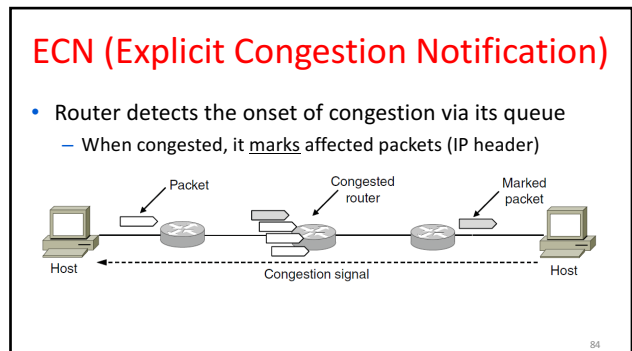 ECN (Explicit Congestion Notification)
• Router detects the onset of congestion via its queue
– When congested, it marks affected packets (IP header)
Packet
Congested
router
Marked
packet
Host
Congestion signal
Host
84